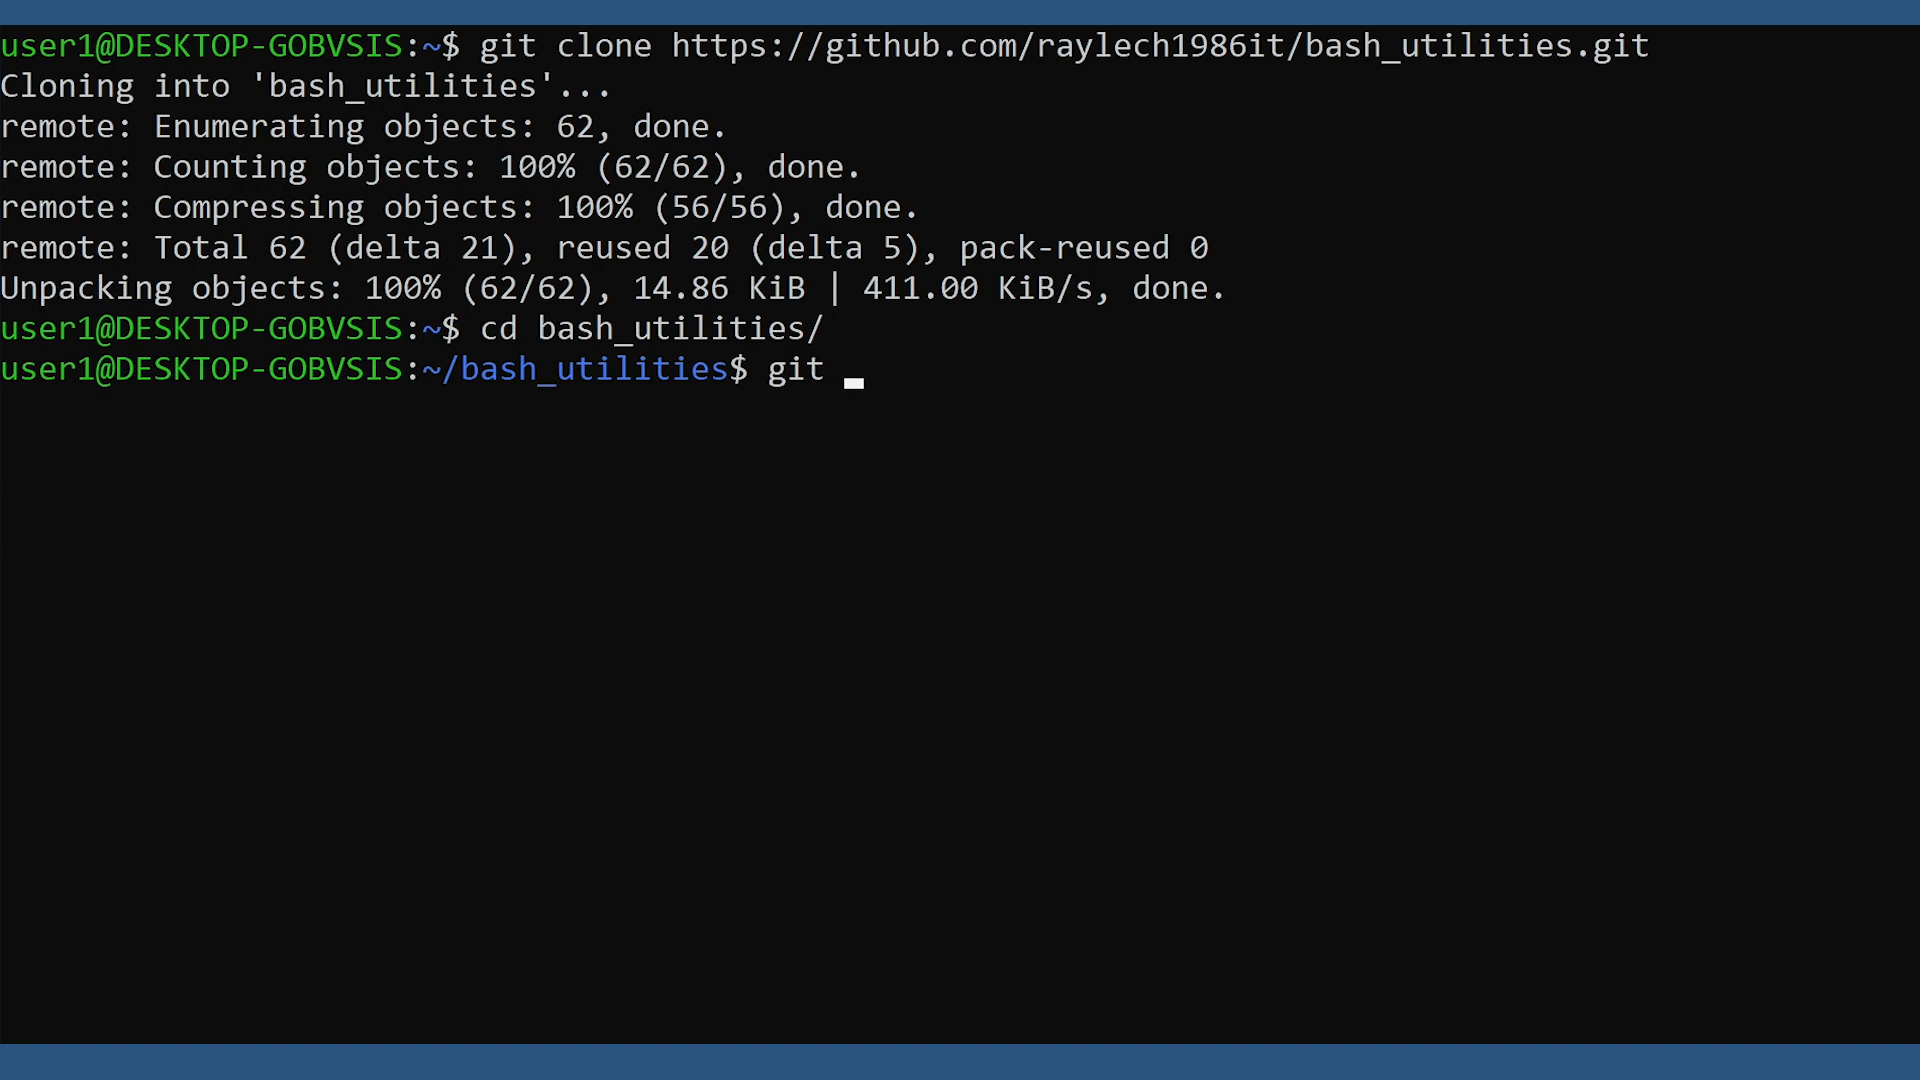 user1@DESKTOP-GOBVSIS:~$ git clone https://github.com/raylech1986it/bash_utilities.git
Cloning into 'bash_utilities'...
remote: Enumerating objects: 62, done.
remote: Counting objects: 100% (62/62), done.
remote: Compressing objects: 100% (56/56), done.
remote: Total 62 (delta 21), reused 20 (delta 5), pack-reused 0
Unpacking objects: 100% (62/62), 14.86 KiB | 411.00 KiB/s, done.
user1@DESKTOP-GOBVSIS:~$ cd bash_utilities/
user1@DESKTOP-GOBVSIS:~/bash_utilities$ git